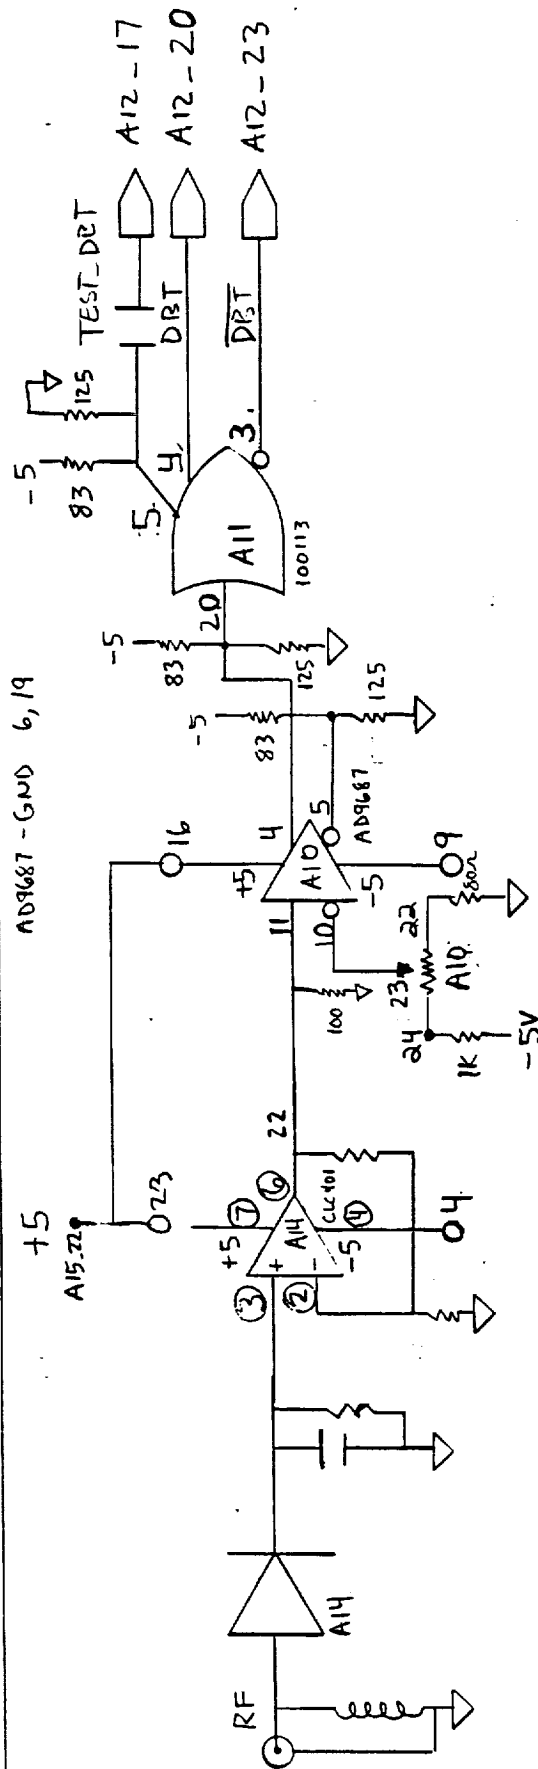 AD9687-GND 6,19
+5
A15-22
23
16
RF
A14
3
2
+
-
+5
7
A14
CLC401
-5
4
4
6
22
100
11
10
+5
A10
-5
9
4
5
AD9687
23
22
24
A10
80Ω
1K
-5V
-5
83
125
-5
83
125
20
A11
100113
5
4
3
-5
83
125
TEST_DBT
DBT
DBT
A12-17
A12-20
A12-23